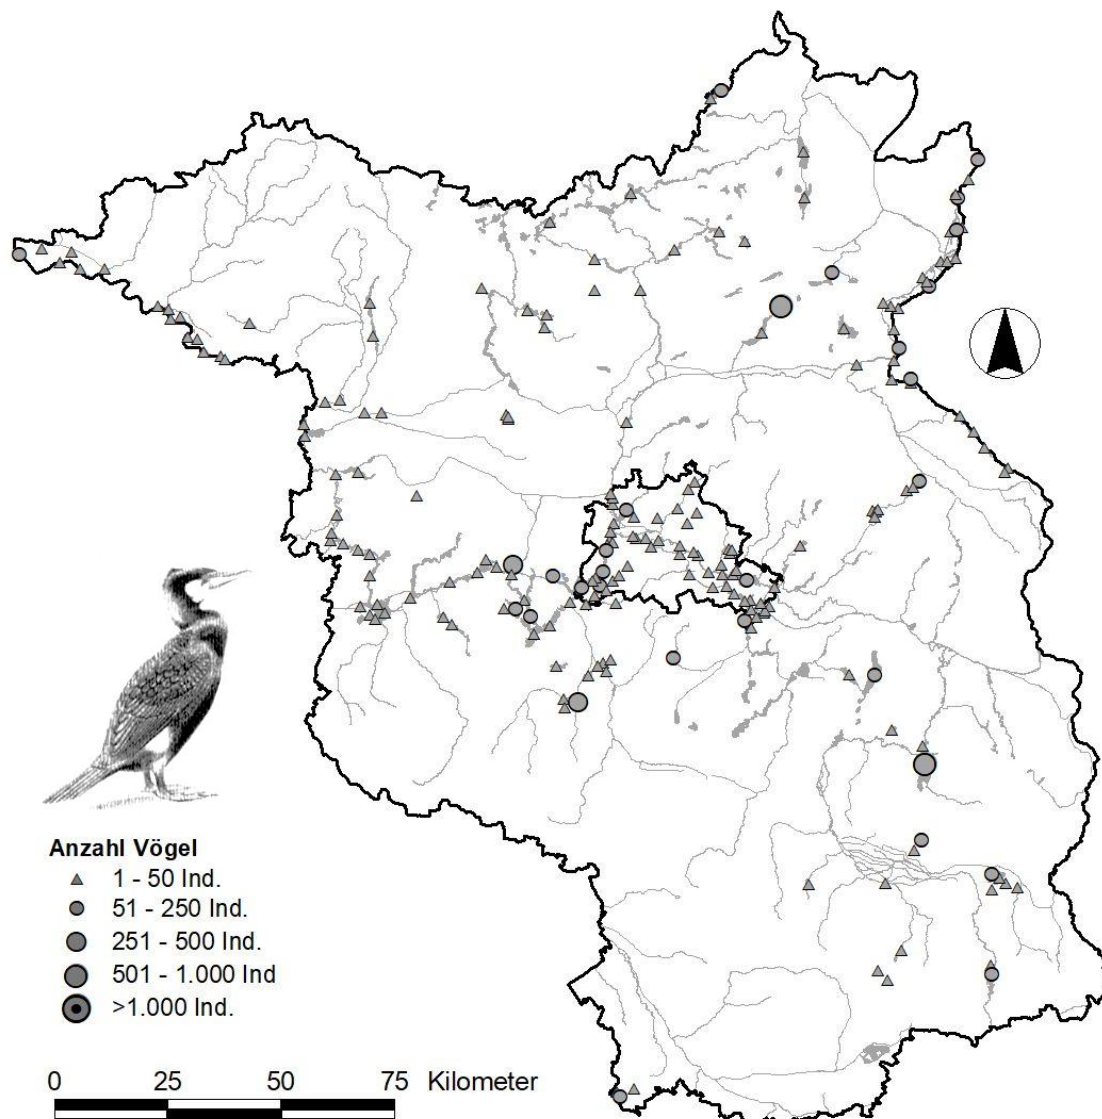 Anzahl Vögel
1 - 50 Ind.
51 - 250 Ind.
251 - 500 Ind.
501 - 1.000 Ind
>1.000 Ind.
0 25 50 75 Kilometer